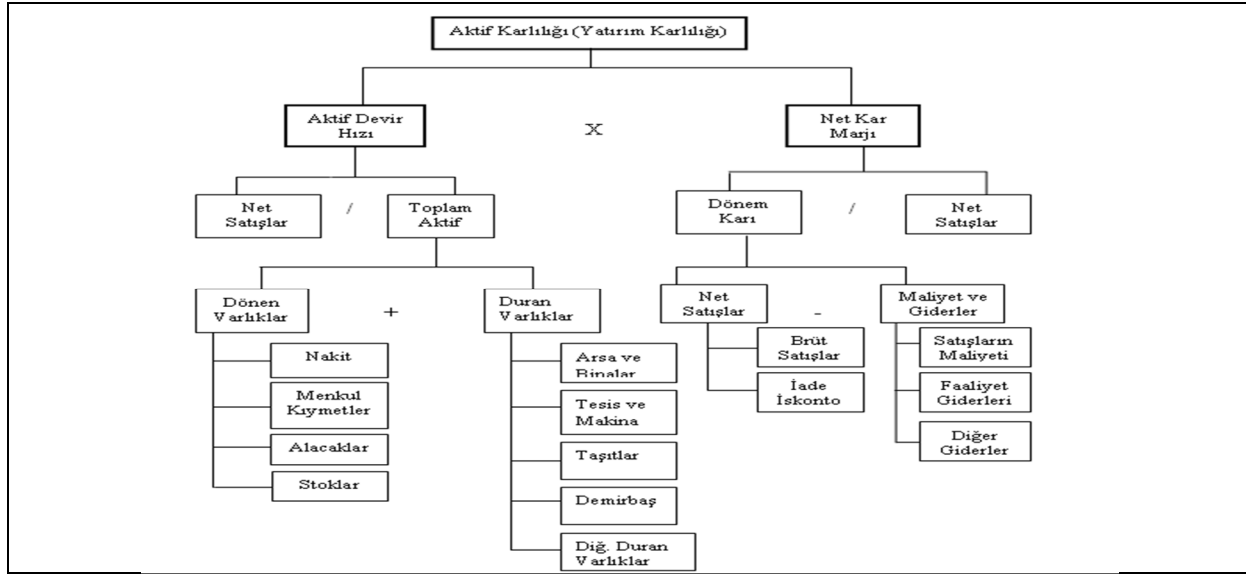 Aktif Karlılığı (Yatırım Karlılığı)
Aktif Devir
Hızı
X
Net Kar
Marjı
Net
Satışlar
/
Toplam
Aktif
Dönem
Karı
/
Net
Satışlar
Dönen
Varlıklar
+
Duran
Varlıklar
Net
Satışlar
-
Maliyet ve
Giderler
Nakit
Menkul
Kıymetler
Alacaklar
Stoklar
Arsa ve
Binalar
Tesis ve
Makina
Taşıtlar
Demirbaş
Diğ. Duran
Varlıklar
Brüt
Satışlar
İade
İskonto
Satışların
Maliyeti
Faaliyet
Giderleri
Diğer
Giderler